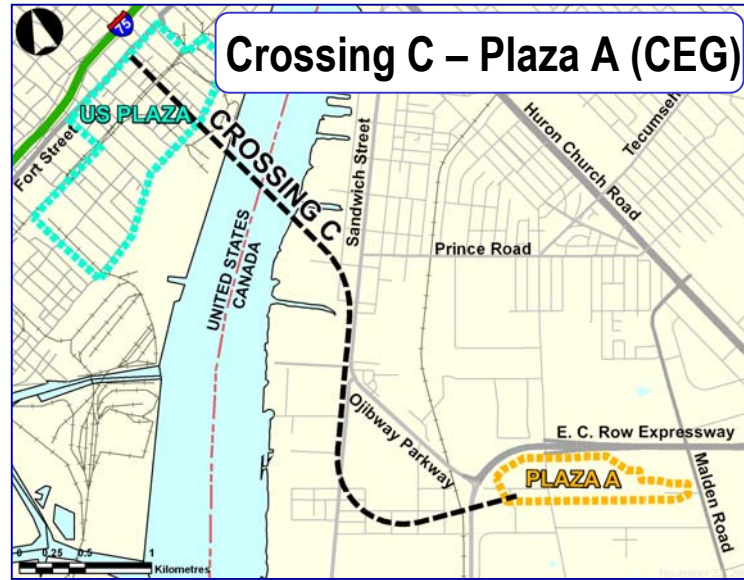 Crossing C – Plaza A (CEG)
75
US PLAZA
Fort Street
CROSSING C
UNITED STATES
CANADA
Sandwich Street
Huron Church Road
Prince Road
Ojibway Parkway
E. C. Row Expressway
PLAZA A
Malden Road
0 0.25 0.5 1
Kilometres